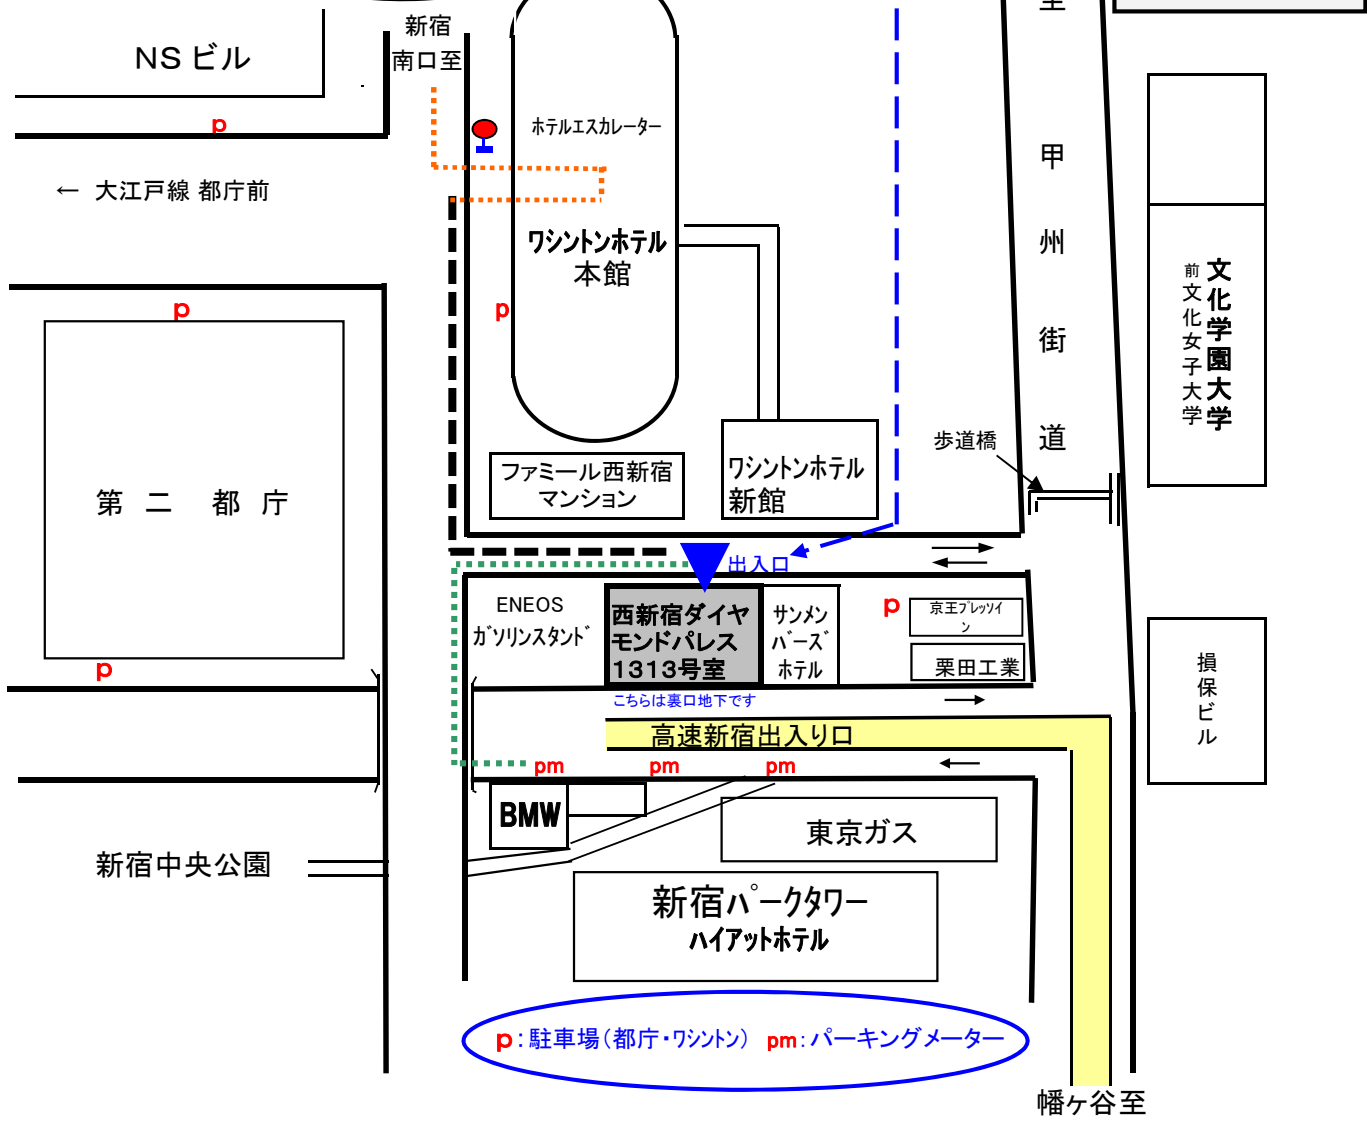 至
新宿
南口至
NS ビル
p
ホテルエスカレーター
← 大江戸線 都庁前
甲州街道
ワシントンホテル
本館
p
p
文化学園大学
前文化女子大学
歩道橋
ファミール西新宿
マンション
ワシントンホテル
新館
第二 都庁
出入口
ENEOS
ガソリンスタンド
西新宿ダイヤ
モンドパレス
1313号室
サンメン
バーズ
ホテル
p
京王プレッソイ
ン
栗田工業
p
こちらは裏口地下です
損保ビル
高速新宿出入り口
pm
pm
pm
BMW
東京ガス
新宿中央公園
新宿パークタワー
ハイアットホテル
p:駐車場(都庁・ワシントン) pm:パーキングメーター
幡ヶ谷至